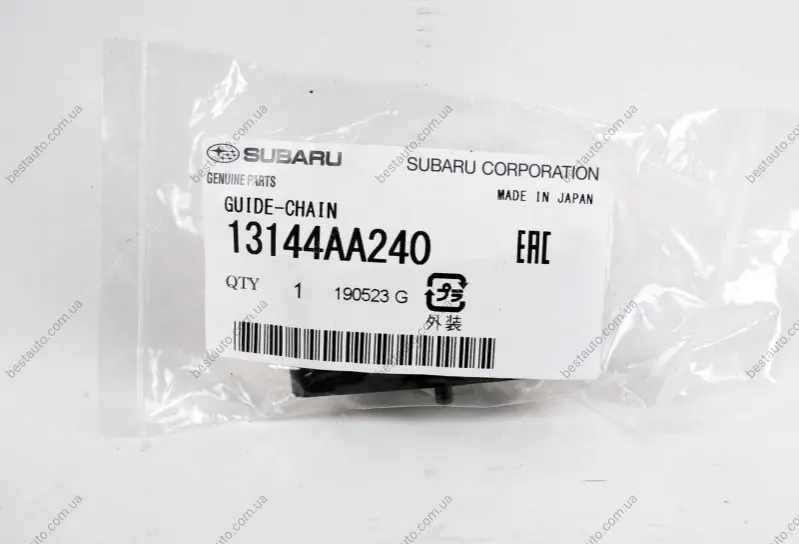 SUBARU
SUBARU CORPORATION
GENUINE PARTS
MADE IN JAPAN
GUIDE-CHAIN
13144AA240
EAC
QTY 1 190523 G
プラ
外装
bestauto.com.ua